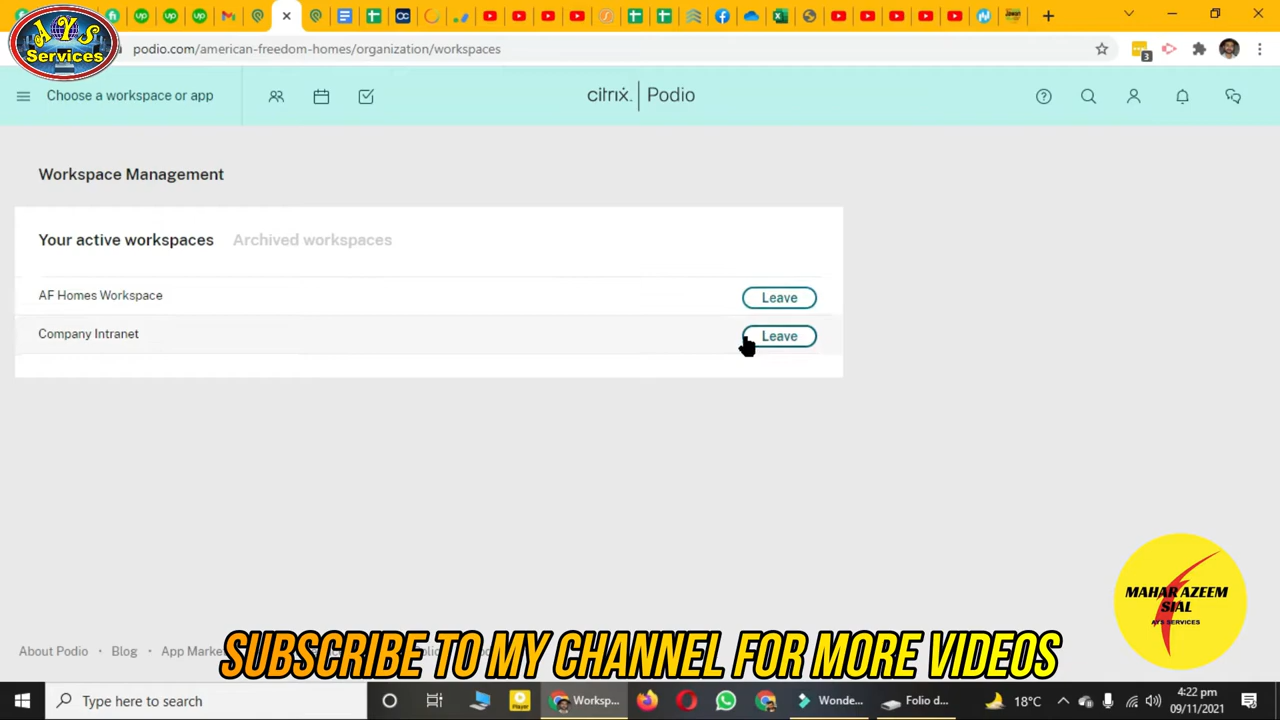 AYS
Services
podio.com/american-freedom-homes/organization/workspaces
3
Choose a workspace or app
citrix. | Podio
Workspace Management
Your active workspaces
Archived workspaces
AF Homes Workspace
Leave
Company Intranet
Leave
MAHAR AZEEM
SIAL
AYS SERVICES
About Podio
Blog
App Market
SUBSCRIBE TO MY CHANNEL FOR MORE VIDEOS
Type here to search
Player
Worksp...
Wonde...
Folio d...
18°C
4:22 pm
09/11/2021